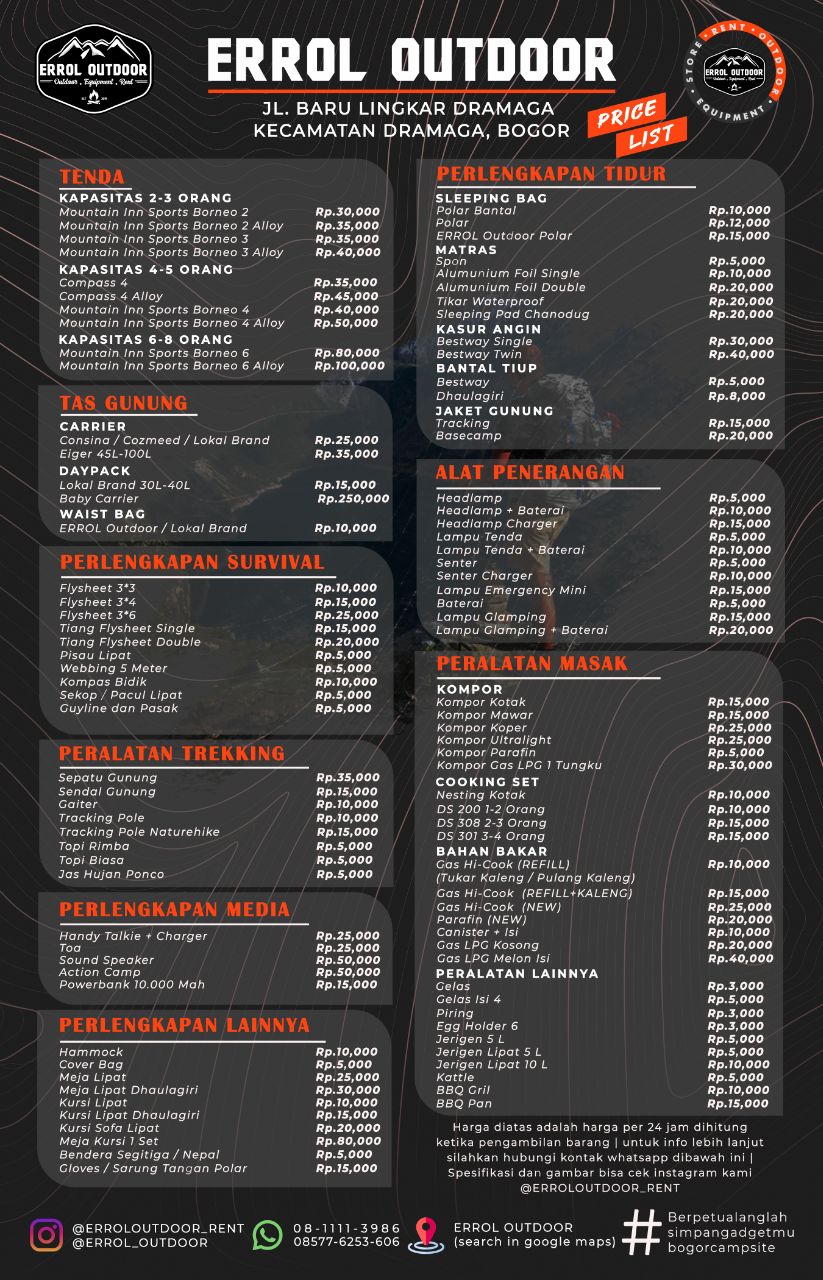 ERROL OUTDOOR
Outdoor, Equipment, Rent
ERROL OUTDOOR
JL. BARU LINGKAR DRAMAGA
KECAMATAN DRAMAGA, BOGOR
PRICE
LIST
STORE • RENT • OUTDOOR • EQUIPMENT
ERROL OUTDOOR
Outdoor, Equipment, Rent
TENDA
KAPASITAS 2-3 ORANG
Mountain Inn Sports Borneo 2 Rp.30,000
Mountain Inn Sports Borneo 2 Alloy Rp.35,000
Mountain Inn Sports Borneo 3 Rp.35,000
Mountain Inn Sports Borneo 3 Alloy Rp.40,000
KAPASITAS 4-5 ORANG
Compass 4 Rp.35,000
Compass 4 Alloy Rp.45,000
Mountain Inn Sports Borneo 4 Rp.40,000
Mountain Inn Sports Borneo 4 Alloy Rp.50,000
KAPASITAS 6-8 ORANG
Mountain Inn Sports Borneo 6 Rp.80,000
Mountain Inn Sports Borneo 6 Alloy Rp.100,000
TAS GUNUNG
CARRIER
Consina / Cozmeed / Lokal Brand Rp.25,000
Eiger 45L-100L Rp.35,000
DAYPACK
Lokal Brand 30L-40L Rp.15,000
Baby Carrier Rp.250,000
WAIST BAG
ERROL Outdoor / Lokal Brand Rp.10,000
PERLENGKAPAN SURVIVAL
Flysheet 3*3 Rp.10,000
Flysheet 3*4 Rp.15,000
Flysheet 3*6 Rp.25,000
Tiang Flysheet Single Rp.15,000
Tiang Flysheet Double Rp.20,000
Pisau Lipat Rp.5,000
Webbing 5 Meter Rp.5,000
Kompas Bidik Rp.10,000
Sekop / Pacul Lipat Rp.5,000
Guyline dan Pasak Rp.5,000
PERALATAN TREKKING
Sepatu Gunung Rp.35,000
Sendal Gunung Rp.15,000
Gaiter Rp.10,000
Tracking Pole Rp.10,000
Tracking Pole Naturehike Rp.15,000
Topi Rimba Rp.5,000
Topi Biasa Rp.5,000
Jas Hujan Ponco Rp.5,000
PERLENGKAPAN MEDIA
Handy Talkie + Charger Rp.25,000
Toa Rp.25,000
Sound Speaker Rp.50,000
Action Camp Rp.50,000
Powerbank 10.000 Mah Rp.15,000
PERLENGKAPAN LAINNYA
Hammock Rp.10,000
Cover Bag Rp.5,000
Meja Lipat Rp.25,000
Meja Lipat Dhaulagiri Rp.30,000
Kursi Lipat Rp.10,000
Kursi Lipat Dhaulagiri Rp.15,000
Kursi Sofa Lipat Rp.20,000
Meja Kursi 1 Set Rp.80,000
Bendera Segitiga / Nepal Rp.5,000
Gloves / Sarung Tangan Polar Rp.15,000
PERLENGKAPAN TIDUR
SLEEPING BAG
Polar Bantal Rp.10,000
Polar Rp.12,000
ERROL Outdoor Polar Rp.15,000
MATRAS
Spon Rp.5,000
Alumunium Foil Single Rp.10,000
Alumunium Foil Double Rp.20,000
Tikar Waterproof Rp.20,000
Sleeping Pad Chanodug Rp.20,000
KASUR ANGIN
Bestway Single Rp.30,000
Bestway Twin Rp.40,000
BANTAL TIUP
Bestway Rp.5,000
Dhaulagiri Rp.8,000
JAKET GUNUNG
Tracking Rp.15,000
Basecamp Rp.20,000
ALAT PENERANGAN
Headlamp Rp.5,000
Headlamp + Baterai Rp.10,000
Headlamp Charger Rp.15,000
Lampu Tenda Rp.5,000
Lampu Tenda + Baterai Rp.10,000
Senter Rp.5,000
Senter Charger Rp.10,000
Lampu Emergency Mini Rp.15,000
Baterai Rp.5,000
Lampu Glamping Rp.15,000
Lampu Glamping + Baterai Rp.20,000
PERALATAN MASAK
KOMPOR
Kompor Kotak Rp.15,000
Kompor Mawar Rp.15,000
Kompor Koper Rp.25,000
Kompor Ultralight Rp.25,000
Kompor Parafin Rp.5,000
Kompor Gas LPG 1 Tungku Rp.30,000
COOKING SET
Nesting Kotak Rp.10,000
DS 200 1-2 Orang Rp.10,000
DS 308 2-3 Orang Rp.15,000
DS 301 3-4 Orang Rp.15,000
BAHAN BAKAR
Gas Hi-Cook (REFILL) Rp.10,000
(Tukar Kaleng / Pulang Kaleng)
Gas Hi-Cook (REFILL+KALENG) Rp.15,000
Gas Hi-Cook (NEW) Rp.25,000
Parafin (NEW) Rp.20,000
Canister + Isi Rp.10,000
Gas LPG Kosong Rp.20,000
Gas LPG Melon Isi Rp.40,000
PERALATAN LAINNYA
Gelas Rp.3,000
Gelas Isi 4 Rp.5,000
Piring Rp.3,000
Egg Holder 6 Rp.3,000
Jerigen 5 L Rp.5,000
Jerigen Lipat 5 L Rp.5,000
Jerigen Lipat 10 L Rp.10,000
Kattle Rp.5,000
BBQ Gril Rp.10,000
BBQ Pan Rp.15,000
Harga diatas adalah harga per 24 jam dihitung
ketika pengambilan barang | untuk info lebih lanjut
silahkan hubungi kontak whatsapp dibawah ini |
Spesifikasi dan gambar bisa cek instagram kami
@ERROLOUTDOOR_RENT
@ERROLOUTDOOR_RENT
@ERROL_OUTDOOR
08-1111-3986
08577-6253-606
ERROL OUTDOOR
(search in google maps)
#
Berpetualanglah
simpangadgetmu
bogorcampsite